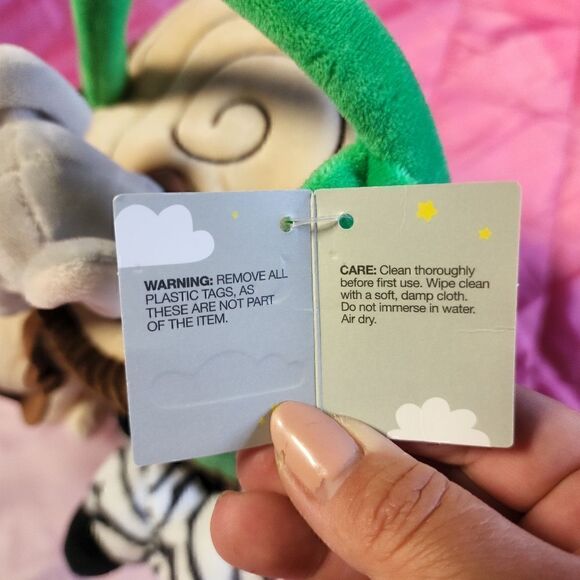 WARNING: REMOVE ALL
PLASTIC TAGS, AS
THESE ARE NOT PART
OF THE ITEM.
CARE: Clean thoroughly
before first use. Wipe clean
with a soft, damp cloth.
Do not immerse in water.
Air dry.